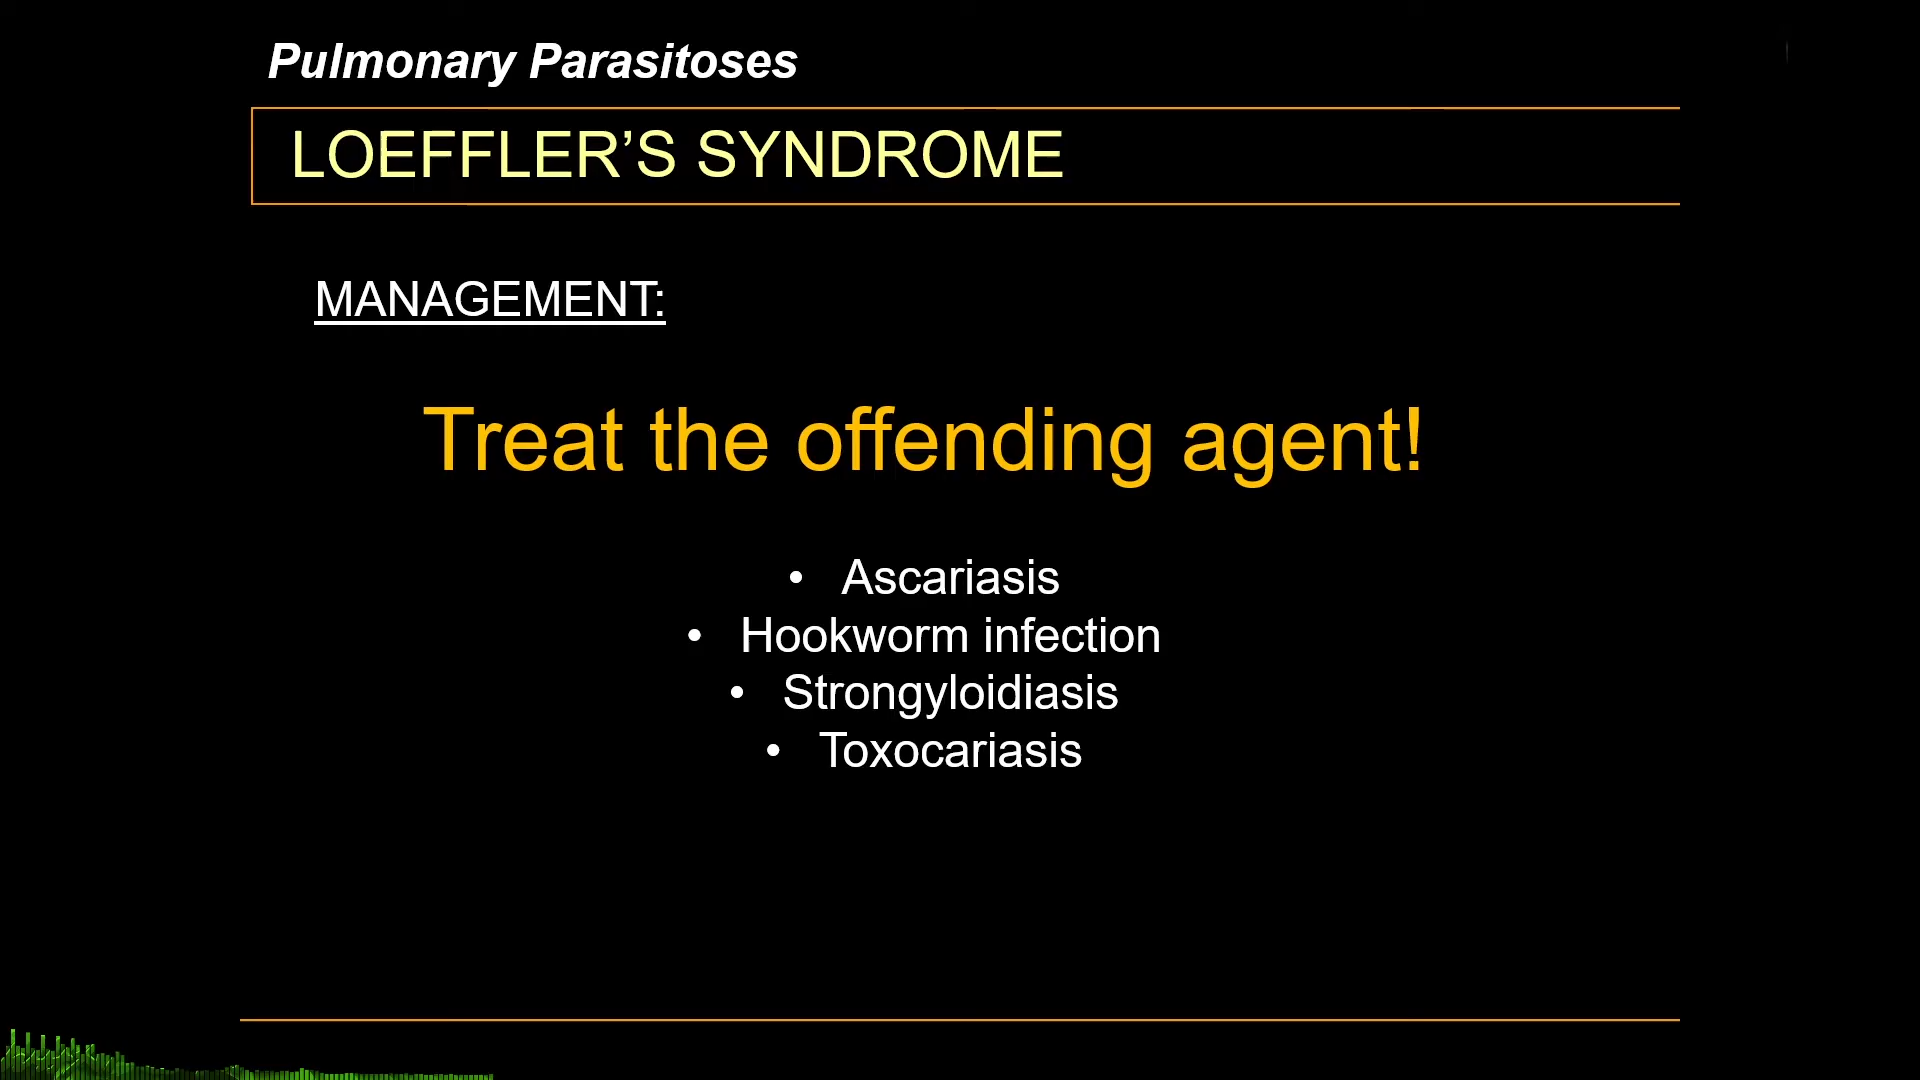 Pulmonary Parasitoses
LOEFFLER’S SYNDROME
MANAGEMENT:
Treat the offending agent!
• Ascariasis
• Hookworm infection
• Strongyloidiasis
• Toxocariasis